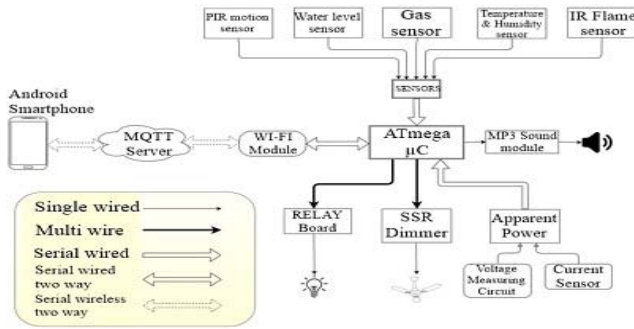 PIR motion
sensor
Water level
sensor
Gas
sensor
Temperature
& Humidity
sensor
IR Flame
sensor
SENSORS
Android
Smartphone
MQTT
Server
WI-FI
Module
ATmega
µC
MP3 Sound
module
RELAY
Board
SSR
Dimmer
Apparent
Power
Voltage
Measuring
Circuit
Current
Sensor
Single wired
Multi wire
Serial wired
Serial wired
two way
Serial wireless
two way